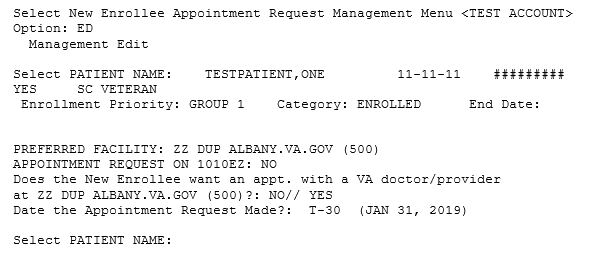 Select New Enrollee Appointment Request Management Menu <TEST ACCOUNT>
Option: ED
Management Edit
Select PATIENT NAME: TESTPATIENT,ONE 11-11-11 #########
YES SC VETERAN
Enrollment Priority: GROUP 1 Category: ENROLLED End Date:
PREFERRED FACILITY: ZZ DUP ALBANY.VA.GOV (500)
APPOINTMENT REQUEST ON 1010EZ: NO
Does the New Enrollee want an appt. with a VA doctor/provider
at ZZ DUP ALBANY.VA.GOV (500)?: NO// YES
Date the Appointment Request Made?: T-30 (JAN 31, 2019)
Select PATIENT NAME: